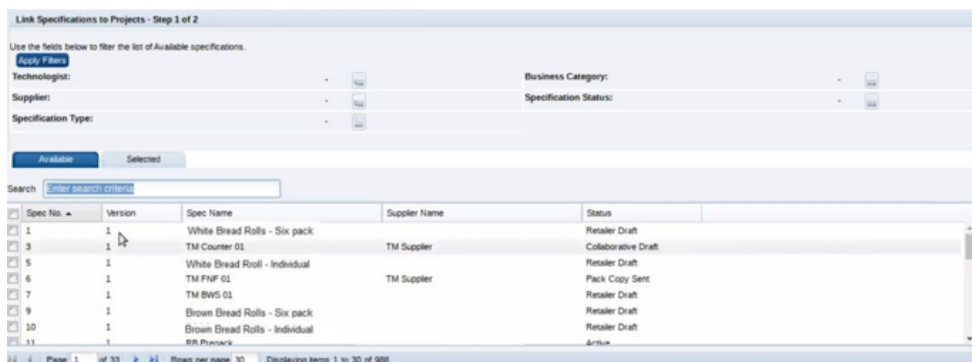 Link Specifications to Projects - Step 1 of 2
Use the fields below to filter the list of Available specifications.
Apply Filters
Technologist: - Business Category: -
Supplier: - Specification Status: -
Specification Type: -
Available Selected
Search Enter search criteria
Spec No. Version Spec Name Supplier Name Status
1 1 White Bread Rolls - Six pack Retailer Draft
3 1 TM Counter 01 TM Supplier Collaborative Draft
5 1 White Bread Rroll - Individual Retailer Draft
6 1 TM FNF 01 TM Supplier Pack Copy Sent
7 1 TM BWS 01 Retailer Draft
9 1 Brown Bread Rolls - Six pack Retailer Draft
10 1 Brown Bread Rolls - Individual Retailer Draft
11 1 RB Prepack Active
Page 1 of 33 Rows per page 30 Displaying items 1 to 30 of 988